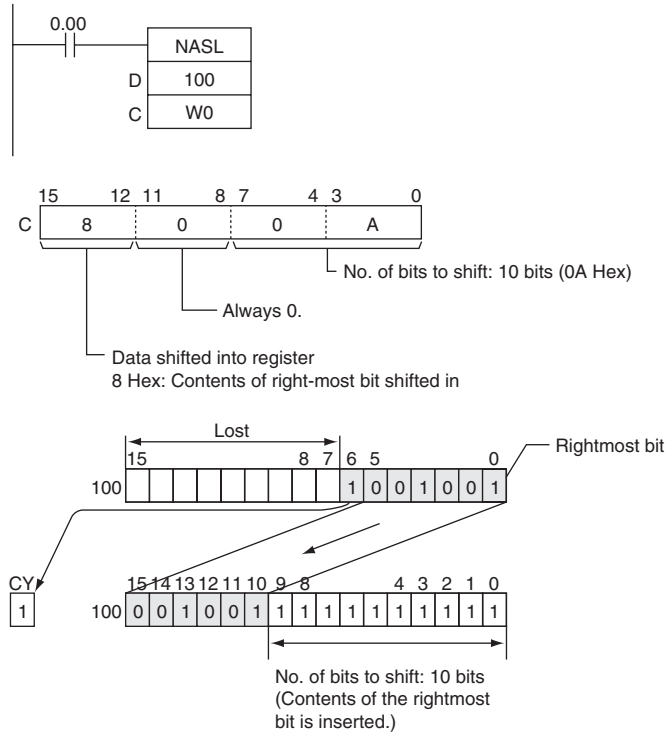 0.00
NASL
D 100
C W0
15 12 11 8 7 4 3 0
C 8 0 0 A
No. of bits to shift: 10 bits (0A Hex)
Always 0.
Data shifted into register
8 Hex: Contents of right-most bit shifted in
Lost
15 8 7 6 5 0
Rightmost bit
100 1 0 0 1 0 0 1
CY 15 14 13 12 11 10 9 8 4 3 2 1 0
1 100 0 0 1 0 0 1 1 1 1 1 1 1 1 1 1 1
No. of bits to shift: 10 bits
(Contents of the rightmost
bit is inserted.)